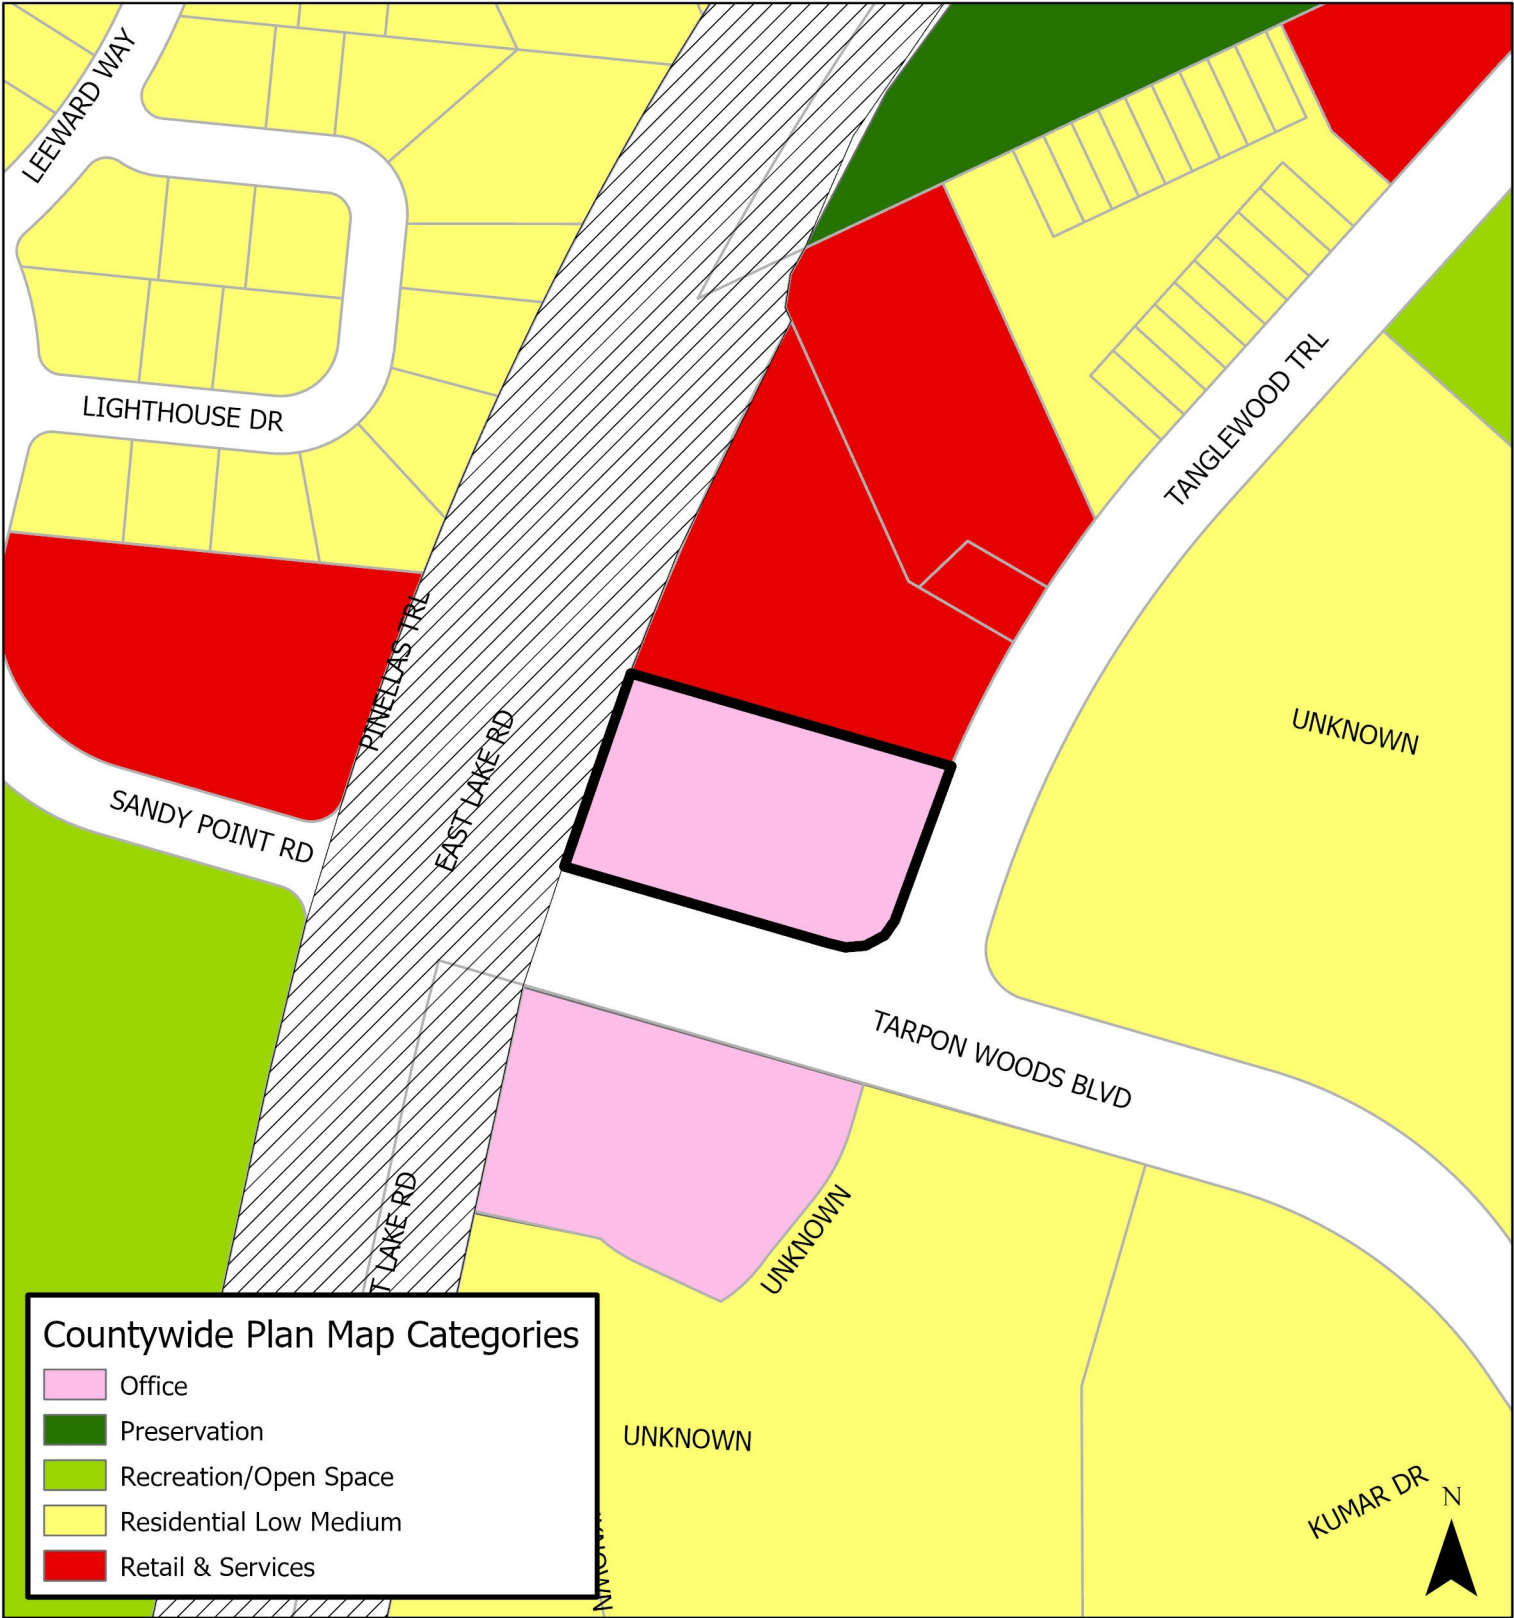 LEEWARD WAY
LIGHTHOUSE DR
TANGLEWOOD TRL
PINELLAS TRL
EAST LAKE RD
UNKNOWN
SANDY POINT RD
TARPON WOODS BLVD
T LAKE RD
UNKNOWN
Countywide Plan Map Categories
Office
Preservation
Recreation/Open Space
Residential Low Medium
Retail & Services
UNKNOWN
KUMAR DR
N